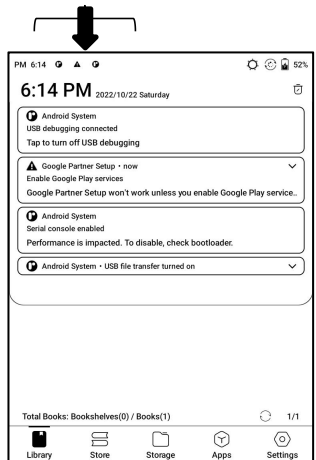 PM 6:14 52%
6:14 PM 2022/10/22 Saturday
Android System
USB debugging connected
Tap to turn off USB debugging
Google Partner Setup • now
Enable Google Play services
Google Partner Setup won't work unless you enable Google Play service..
Android System
Serial console enabled
Performance is impacted. To disable, check bootloader.
Android System • USB file transfer turned on
Total Books: Bookshelves(0) / Books(1) 1/1
Library Store Storage Apps Settings